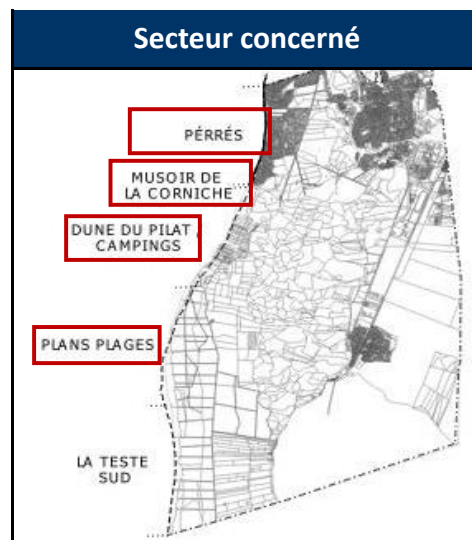 Secteur concerné
PÉRRÉS
MUSOIR DE
LA CORNICHE
DUNE DU PILAT
CAMPINGS
PLANS PLAGES
LA TESTE
SUD